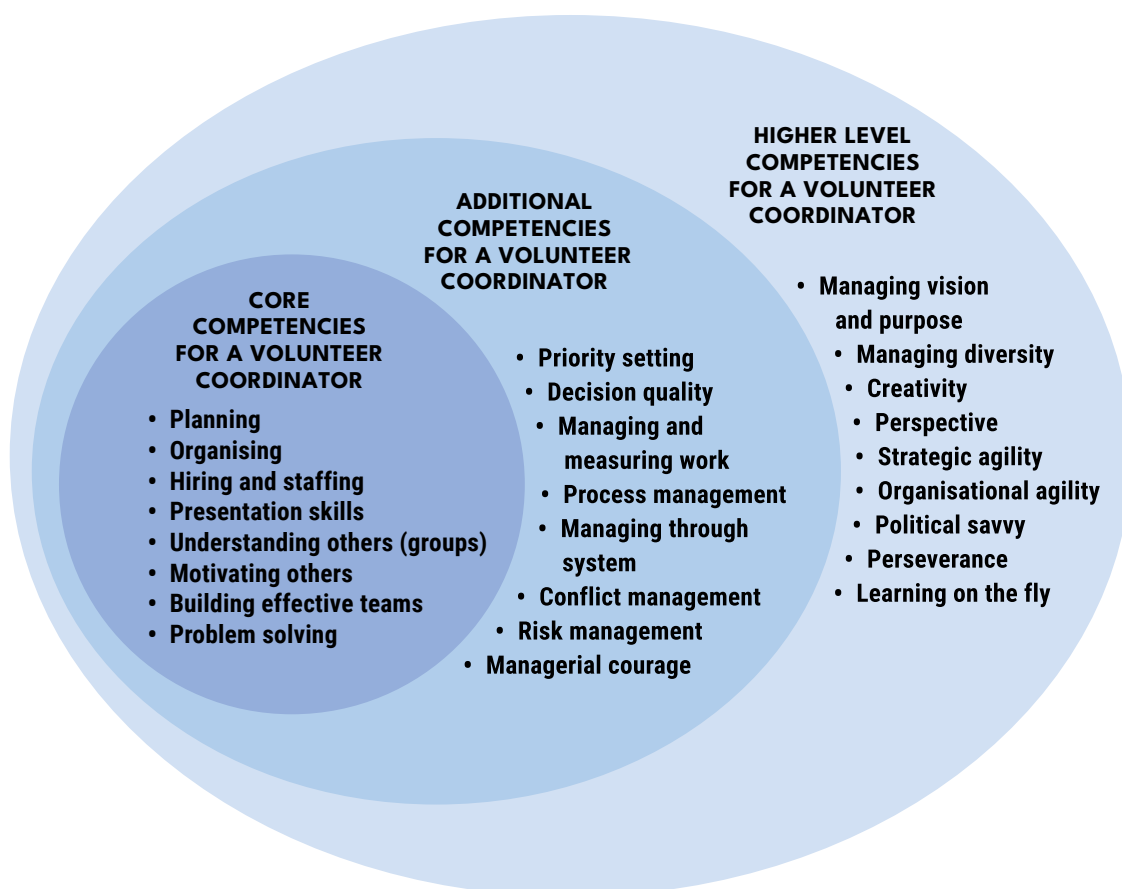 CORE
COMPETENCIES
FOR A VOLUNTEER
COORDINATOR
• Planning
• Organising
• Hiring and staffing
• Presentation skills
• Understanding others (groups)
• Motivating others
• Building effective teams
• Problem solving
ADDITIONAL
COMPETENCIES
FOR A VOLUNTEER
COORDINATOR
• Priority setting
• Decision quality
• Managing and
measuring work
• Process management
• Managing through
system
• Conflict management
• Risk management
• Managerial courage
HIGHER LEVEL
COMPETENCIES
FOR A VOLUNTEER
COORDINATOR
• Managing vision
and purpose
• Managing diversity
• Creativity
• Perspective
• Strategic agility
• Organisational agility
• Political savvy
• Perseverance
• Learning on the fly